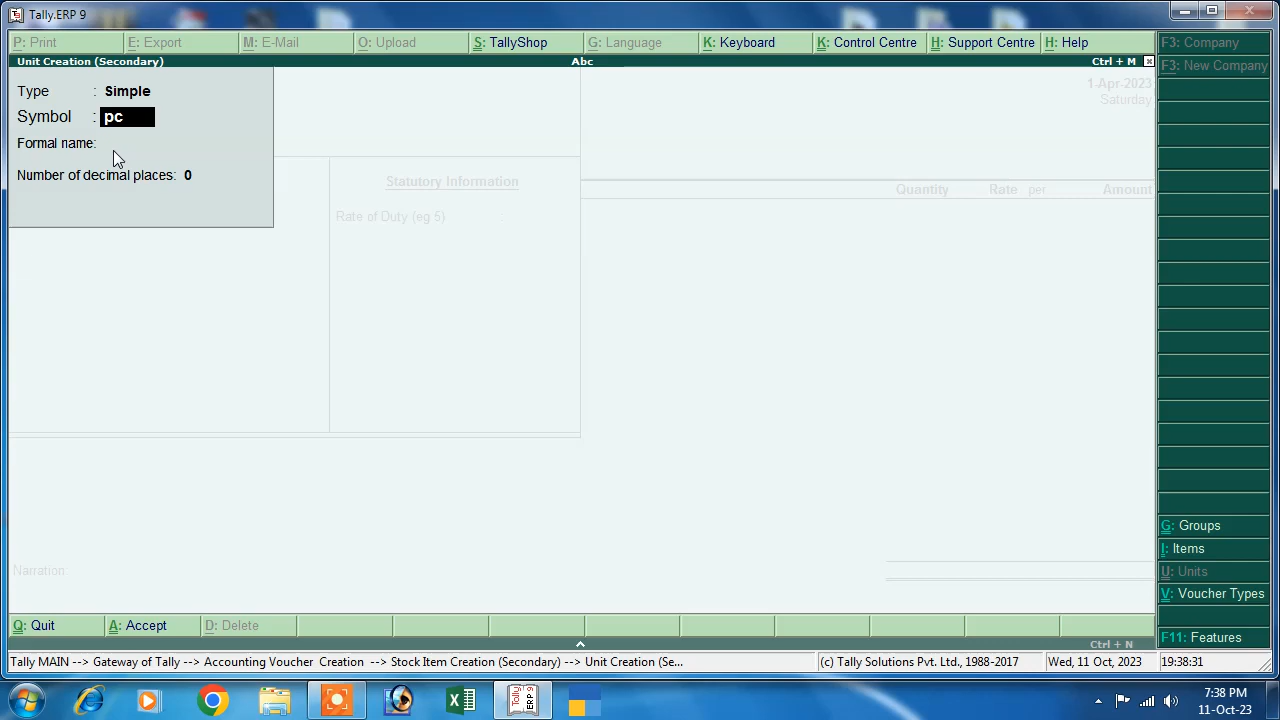 Tally.ERP 9
P: Print E: Export M: E-Mail O: Upload S: TallyShop G: Language K: Keyboard K: Control Centre H: Support Centre H: Help F3: Company
Unit Creation (Secondary) Abc Ctrl + M
F3: New Company
Type : Simple
1-Apr-2023
Saturday
Symbol : pc
Formal name:
Number of decimal places: 0
Statutory Information
Quantity Rate per Amount
Rate of Duty (eg 5)
G: Groups
I: Items
Narration:
U: Units
V: Voucher Types
Q: Quit A: Accept D: Delete
F11: Features
Ctrl + N
Tally MAIN --> Gateway of Tally --> Accounting Voucher Creation --> Stock Item Creation (Secondary) --> Unit Creation (Se... (c) Tally Solutions Pvt. Ltd., 1988-2017 Wed, 11 Oct, 2023 19:38:31
Tally ERP 9
7:38 PM
11-Oct-23